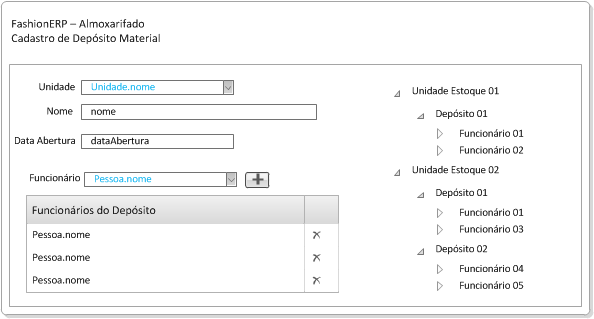 FashionERP – Almoxarifado
Cadastro de Depósito Material
Unidade Unidade.nome
Nome nome
Data Abertura dataAbertura
Funcionário Pessoa.nome
Funcionários do Depósito
Pessoa.nome
Pessoa.nome
Pessoa.nome
Unidade Estoque 01
Depósito 01
Funcionário 01
Funcionário 02
Unidade Estoque 02
Depósito 01
Funcionário 01
Funcionário 03
Depósito 02
Funcionário 04
Funcionário 05